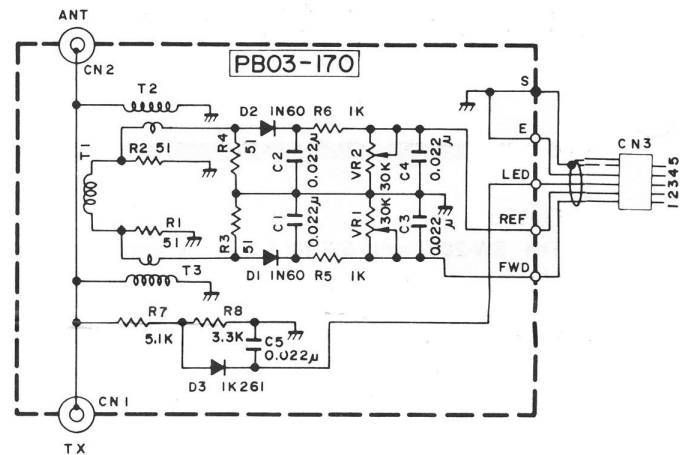 ANT
CN2
PB03-170
T2
D2 1N60 R6 1K
S
E
CN3
LED
REF
FWD
12345
T1
R2 51
R4
51
C2
0.022µ
VR2
30K
C4
0.022µ
R1
51
R3
51
C1
0.022µ
VR1
30K
C3
0.022µ
T3
D1 1N60 R5 1K
R7
5.1K
R8
3.3K
C5
0.022µ
D3 1K261
CN1
TX